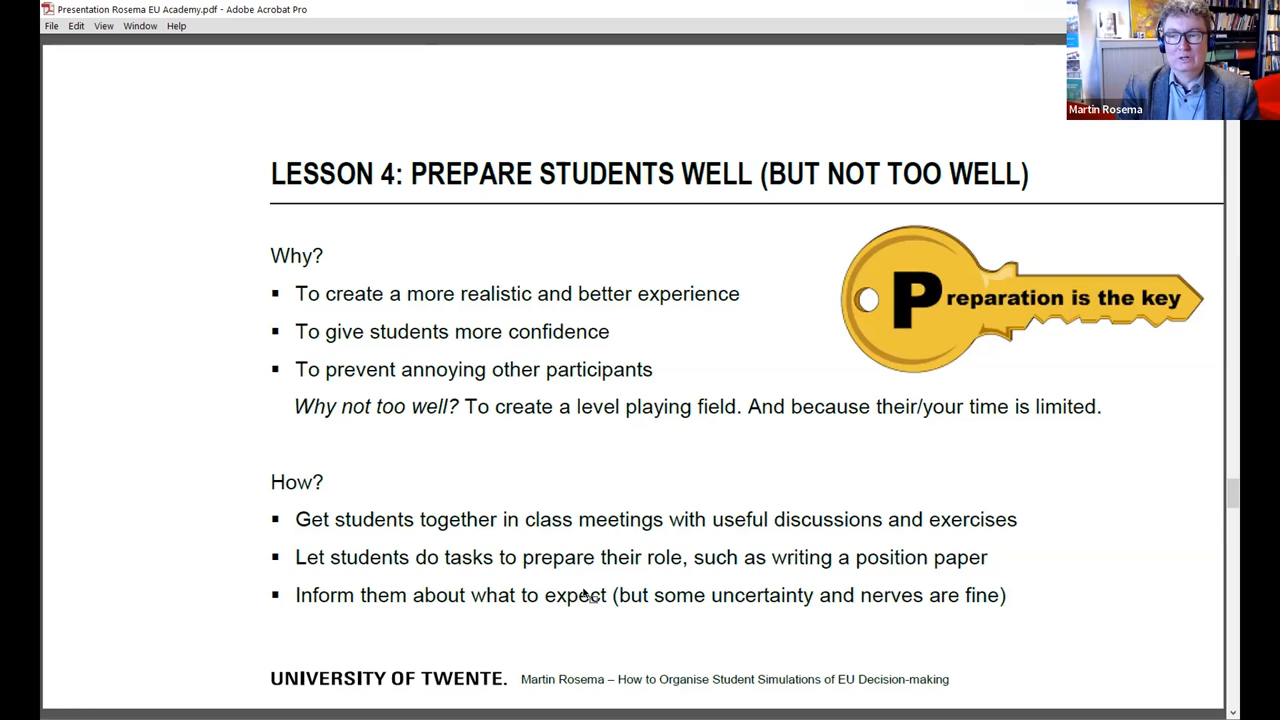 Presentation Rosema EU Academy.pdf - Adobe Acrobat Pro
File Edit View Window Help
Martin Rosema
LESSON 4: PREPARE STUDENTS WELL (BUT NOT TOO WELL)
Why?
▪ To create a more realistic and better experience
▪ To give students more confidence
▪ To prevent annoying other participants
Why not too well? To create a level playing field. And because their/your time is limited.
Preparation is the key
How?
▪ Get students together in class meetings with useful discussions and exercises
▪ Let students do tasks to prepare their role, such as writing a position paper
▪ Inform them about what to expect (but some uncertainty and nerves are fine)
UNIVERSITY OF TWENTE. Martin Rosema – How to Organise Student Simulations of EU Decision-making